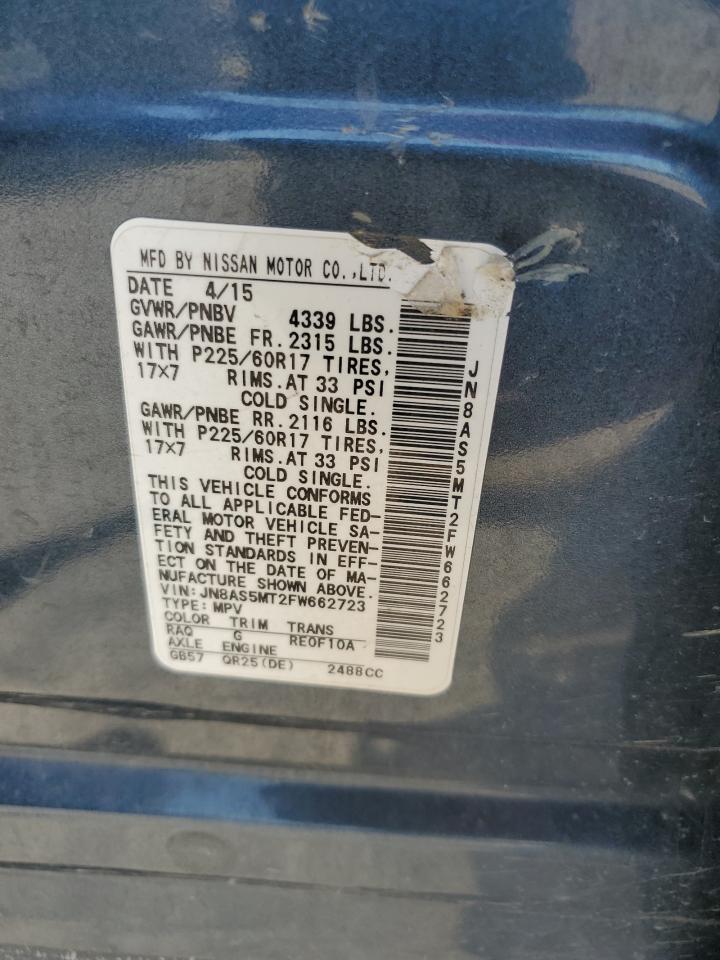 MFD BY NISSAN MOTOR CO.,LTD.
DATE 4/15
GVWR/PNBV 4339 LBS.
GAWR/PNBE FR. 2315 LBS.
WITH P225/60R17 TIRES,
17×7 RIMS.AT 33 PSI
COLD SINGLE.
GAWR/PNBE RR. 2116 LBS.
WITH P225/60R17 TIRES,
17×7 RIMS.AT 33 PSI
COLD SINGLE.
THIS VEHICLE CONFORMS
TO ALL APPLICABLE FED-
ERAL MOTOR VEHICLE SA-
FETY AND THEFT PREVEN-
TION STANDARDS IN EFF-
ECT ON THE DATE OF MA-
NUFACTURE SHOWN ABOVE.
VIN: JN8AS5MT2FW662723
TYPE: MPV
COLOR TRIM TRANS
RAQ G RE0F10A
AXLE ENGINE
GB57 QR25(DE) 2488CC
JN8AS5MT2FW662723